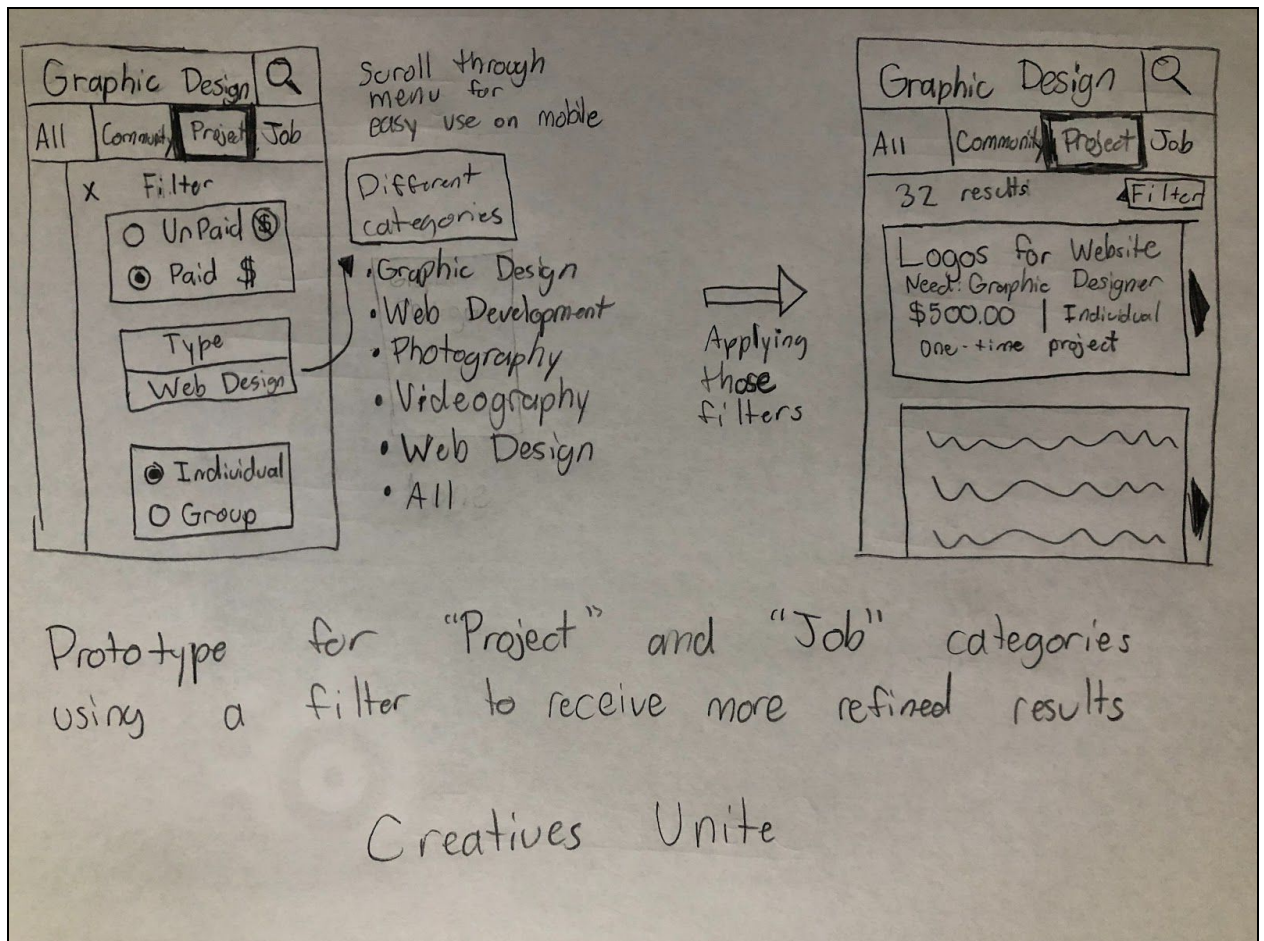 Graphic Design
All Community Project Job
X Filter
UnPaid $
Paid $
Type
Web Design
Individual
Group
Scroll through
menu for
easy use on mobile
Different
categories
• Graphic Design
• Web Development
• Photography
• Videography
• Web Design
• All
Applying
those
filters
Graphic Design
All Community Project Job
32 results Filter
Logos for Website
Need: Graphic Designer
$500.00 | Individual
one-time project
Prototype for "Project" and "Job" categories
using a filter to receive more refined results
Creatives Unite